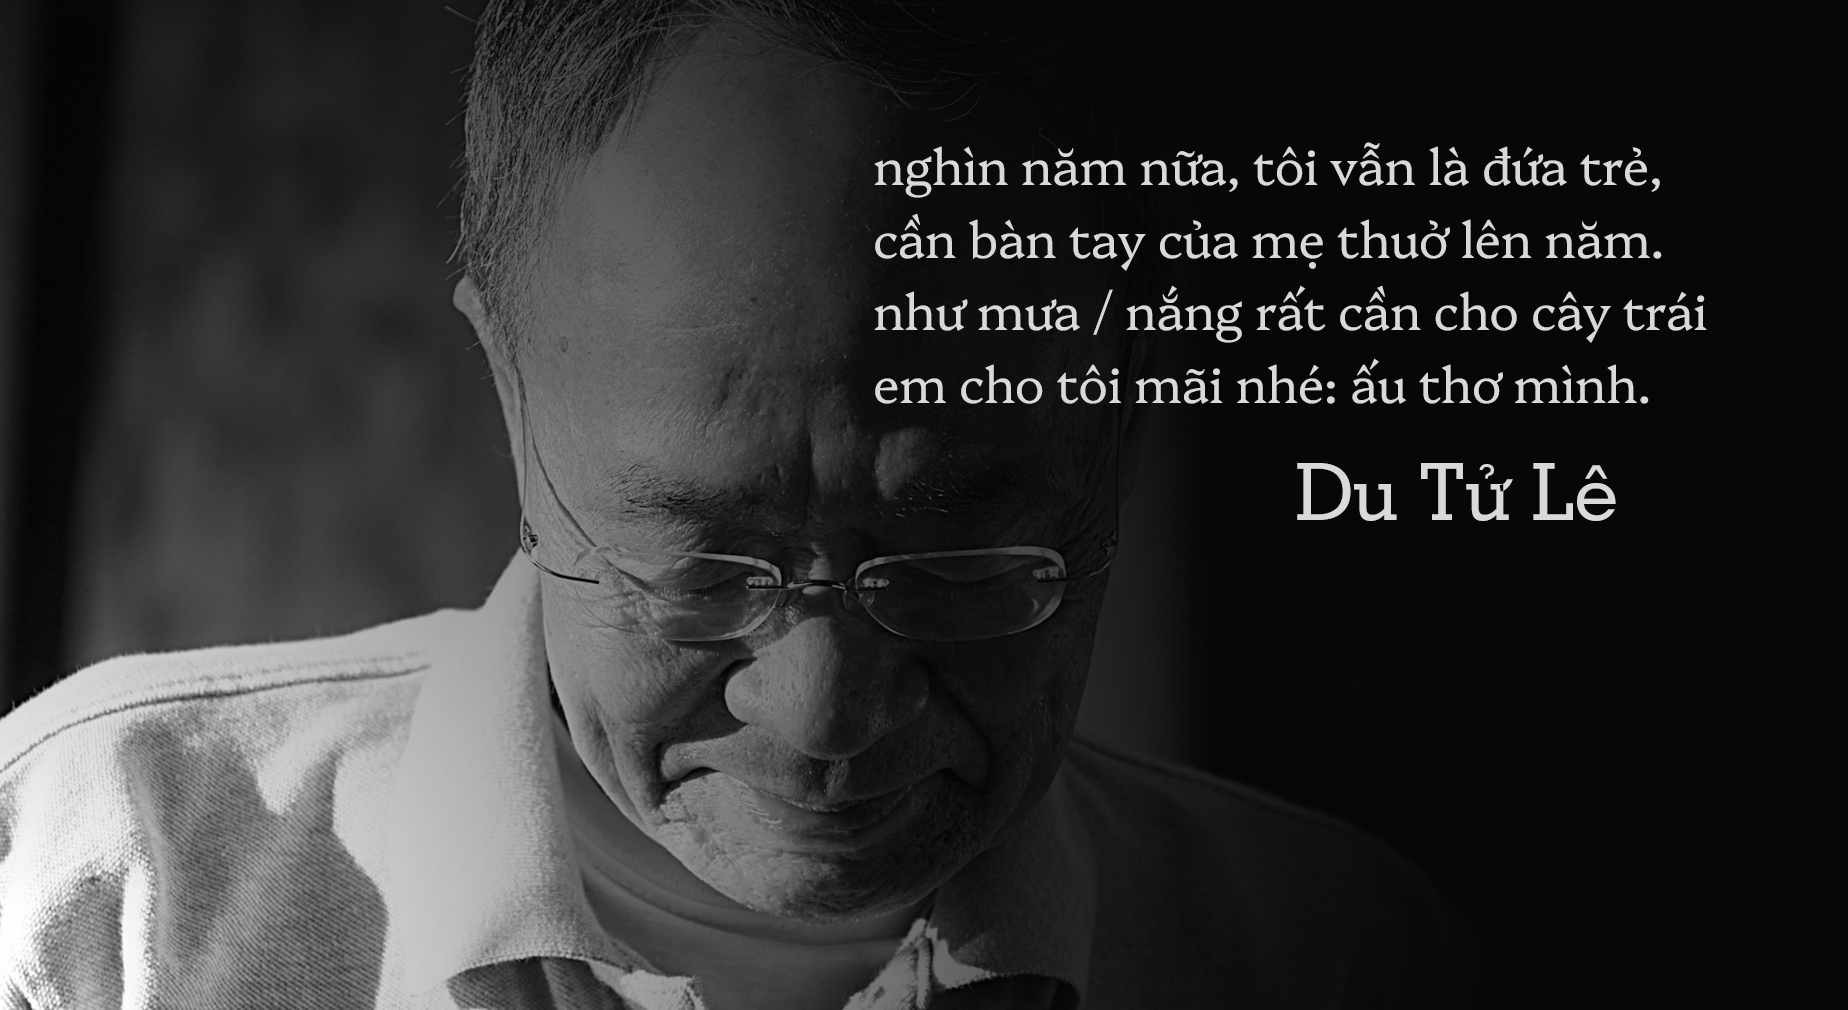 nghìn năm nữa, tôi vẫn là đứa trẻ,
cần bàn tay của mẹ thuở lên năm.
như mưa / nắng rất cần cho cây trái
em cho tôi mãi nhé: ấu thơ mình.
Du Tử Lê